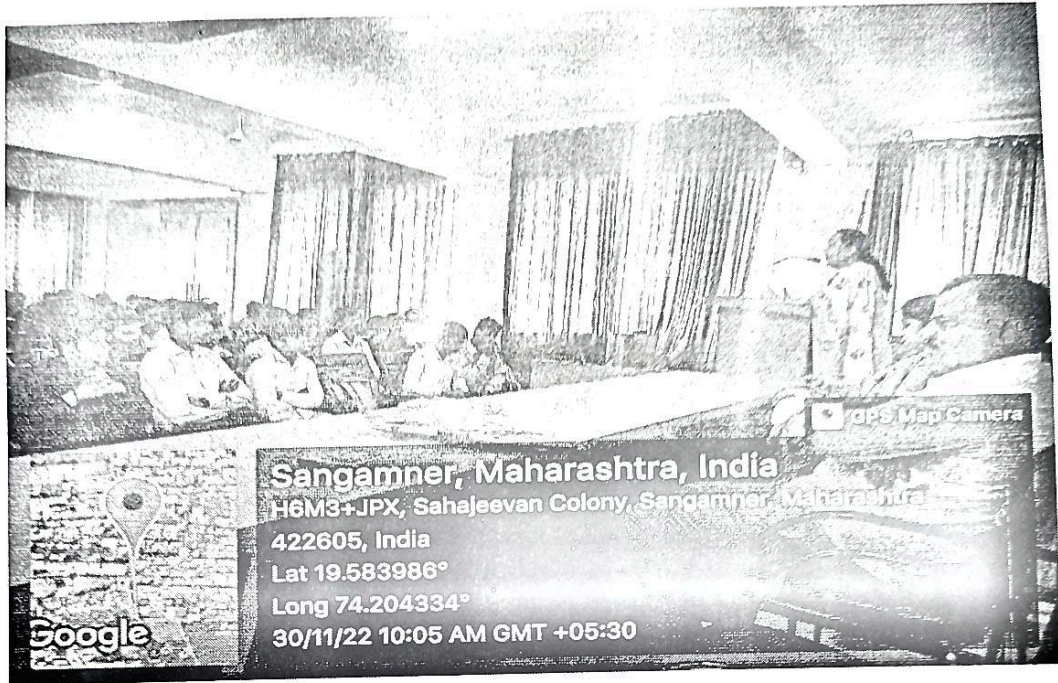 GPS Map Camera
Sangamner, Maharashtra, India
H6M3+JPX, Sahajeevan Colony, Sangamner, Maharashtra
422605, India
Lat 19.583986°
Long 74.204334°
30/11/22 10:05 AM GMT +05:30
Google